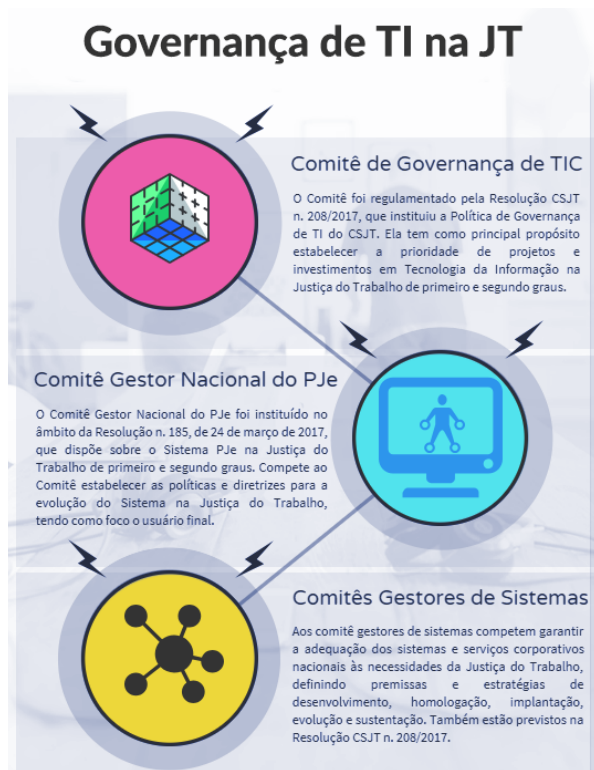 Governança de TI na JT
Comitê de Governança de TIC
O Comitê foi regulamentado pela Resolução CSJT
n. 208/2017, que instituiu a Política de Governança
de TI do CSJT. Ela tem como principal propósito
estabelecer a prioridade de projetos e
investimentos em Tecnologia da Informação na
Justiça do Trabalho de primeiro e segundo graus.
Comitê Gestor Nacional do PJe
O Comitê Gestor Nacional do PJe foi instituído no
âmbito da Resolução n. 185, de 24 de março de 2017,
que dispõe sobre o Sistema PJe na Justiça do
Trabalho de primeiro e segundo graus. Compete ao
Comitê estabelecer as políticas e diretrizes para a
evolução do Sistema na Justiça do Trabalho,
tendo como foco o usuário final.
Comitês Gestores de Sistemas
Aos comitê gestores de sistemas competem garantir
a adequação dos sistemas e serviços corporativos
nacionais às necessidades da Justiça do Trabalho,
definindo premissas e estratégias de
desenvolvimento, homologação, implantação,
evolução e sustentação. Também estão previstos na
Resolução CSJT n. 208/2017.